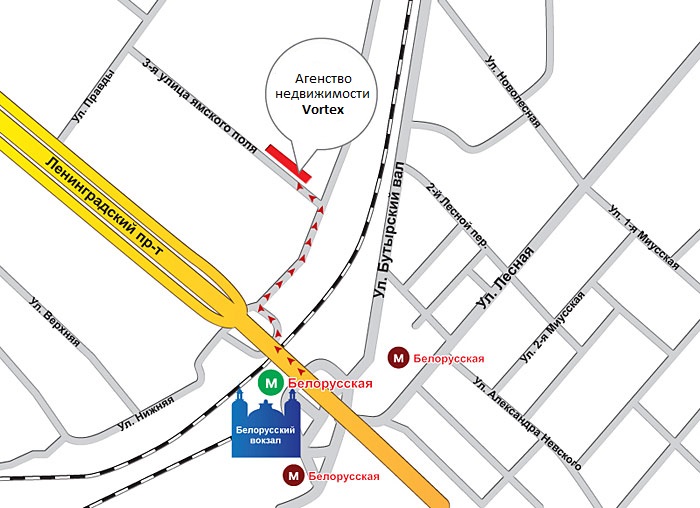 Агенство
недвижимости
Vortex
Ул. Правды
3-я улица ямского поля
Ул. Новолесная
Ленинградский пр-т
Ул. Бутырский вал
2-й Лесной пер.
Ул. 1-я Миусская
Ул. Лесная
Ул. Верхняя
Ул. 2-я Миусская
М Белорусская
М Белорусская
Ул. Нижняя
Ул. Александра Невского
Белорусский
вокзал
М Белорусская